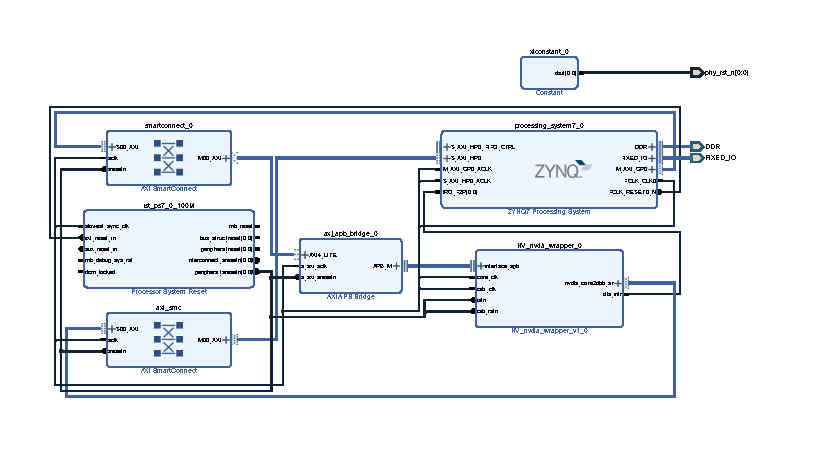 xlconstant_0
dout[0:0]
phy_rst_n[0:0]
Constant
smartconnect_0
S00_AXI
aclk
aresetn
M00_AXI
AXI SmartConnect
processing_system7_0
S_AXI_HP0_FIFO_CTRL
S_AXI_HP0
M_AXI_GP0_ACLK
S_AXI_HP0_ACLK
IRQ_F2P[0:0]
ZYNQ
DDR
FIXED_IO
M_AXI_GP0
FCLK_CLK0
FCLK_RESET0_N
DDR
FIXED_IO
ZYNQ7 Processing System
rst_ps7_0_100M
slowest_sync_clk
ext_reset_in
aux_reset_in
mb_debug_sys_rst
dcm_locked
mb_reset
bus_struct_reset[0:0]
peripheral_reset[0:0]
interconnect_aresetn[0:0]
peripheral_aresetn[0:0]
Processor System Reset
axi_apb_bridge_0
AXI4_LITE
s_axi_aclk
s_axi_aresetn
APB_M
AXI APB Bridge
NV_nvdla_wrapper_0
interface_apb
core_clk
csb_clk
rstn
csb_rstn
nvdla_core2dbb_axi
dla_intr
NV_nvdla_wrapper_v1_0
axi_smc
S00_AXI
aclk
aresetn
M00_AXI
AXI SmartConnect